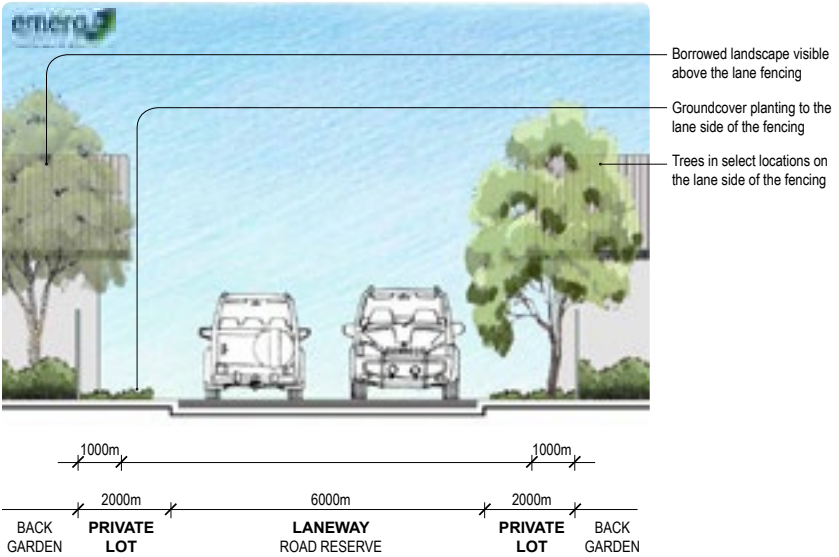 emerald
Borrowed landscape visible
above the lane fencing
Groundcover planting to the
lane side of the fencing
Trees in select locations on
the lane side of the fencing
1000m
1000m
2000m
6000m
2000m
BACK
GARDEN
PRIVATE
LOT
LANEWAY
ROAD RESERVE
PRIVATE
LOT
BACK
GARDEN